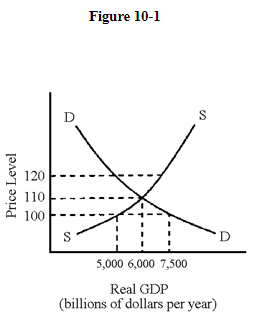 Figure 10-1
D
S
120
110
100
S
D
Price Level
5,000 6,000 7,500
Real GDP
(billions of dollars per year)